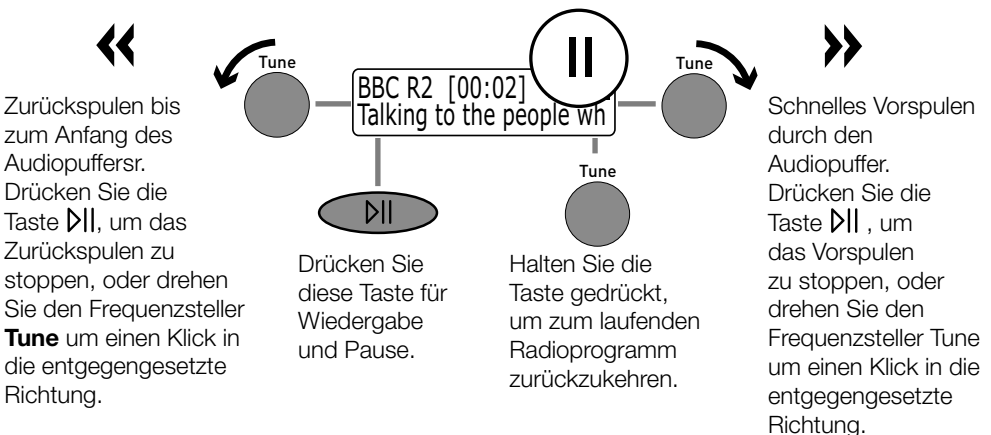 Tune
BBC R2 [00:02]
Talking to the people wh
Tune
Zurückspulen bis
zum Anfang des
Audiopuffersr.
Drücken Sie die
Taste ▷||, um das
Zurückspulen zu
stoppen, oder drehen
Sie den Frequenzsteller
Tune um einen Klick in
die entgegengesetzte
Richtung.
▷||
Drücken Sie
diese Taste für
Wiedergabe
und Pause.
Tune
Halten Sie die
Taste gedrückt,
um zum laufenden
Radioprogramm
zurückzukehren.
Schnelles Vorspulen
durch den
Audiopuffer.
Drücken Sie die
Taste ▷|| , um
das Vorspulen
zu stoppen, oder
drehen Sie den
Frequenzsteller Tune
um einen Klick in die
entgegengesetzte
Richtung.